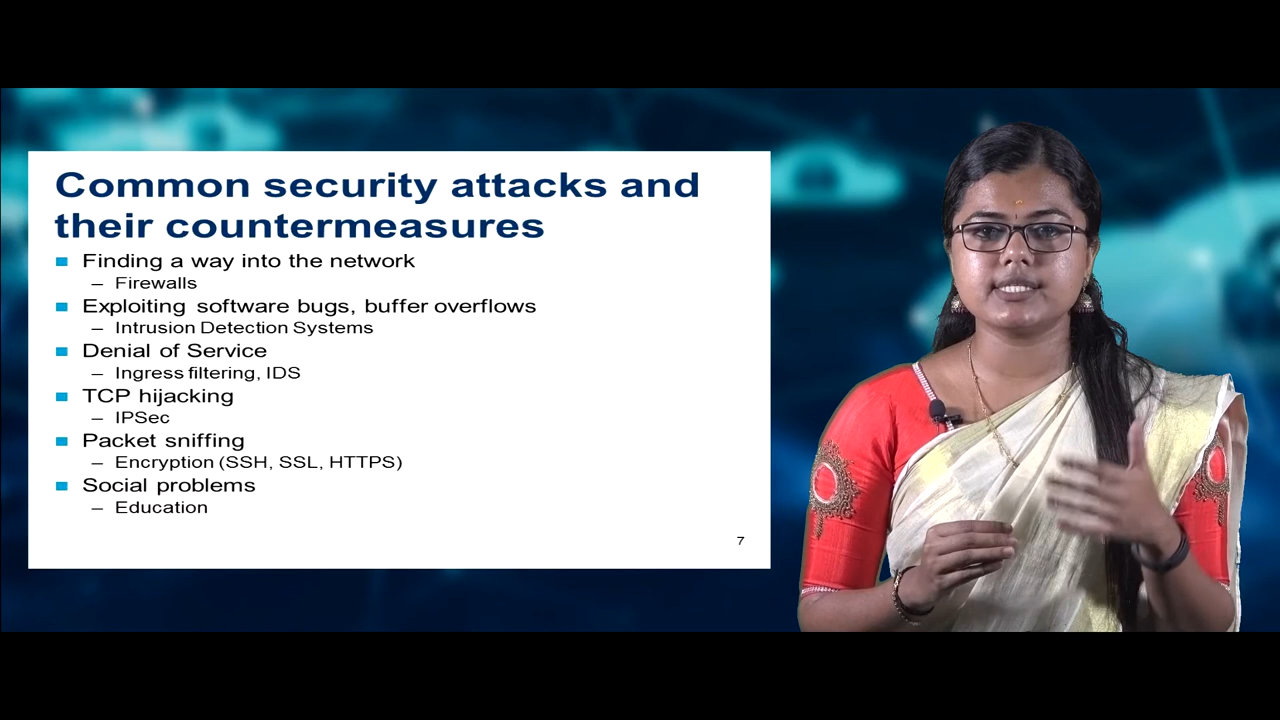 Common security attacks and
their countermeasures
Finding a way into the network
– Firewalls
Exploiting software bugs, buffer overflows
– Intrusion Detection Systems
Denial of Service
– Ingress filtering, IDS
TCP hijacking
– IPSec
Packet sniffing
– Encryption (SSH, SSL, HTTPS)
Social problems
– Education
7